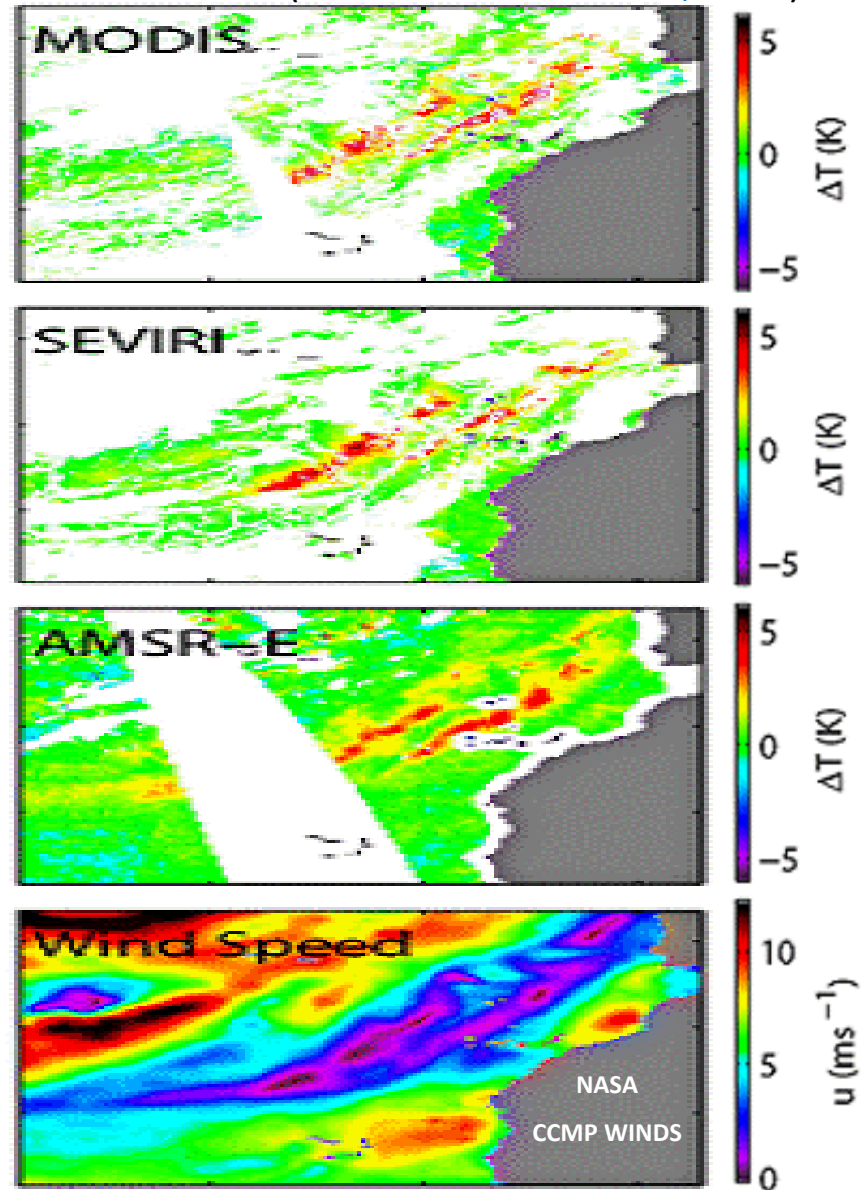 MODIS
5
0
−5
ΔT (K)
SEVIRI
5
0
−5
ΔT (K)
AMSR-E
5
0
−5
ΔT (K)
Wind Speed
10
5
0
u (ms⁻¹)
NASA
CCMP WINDS